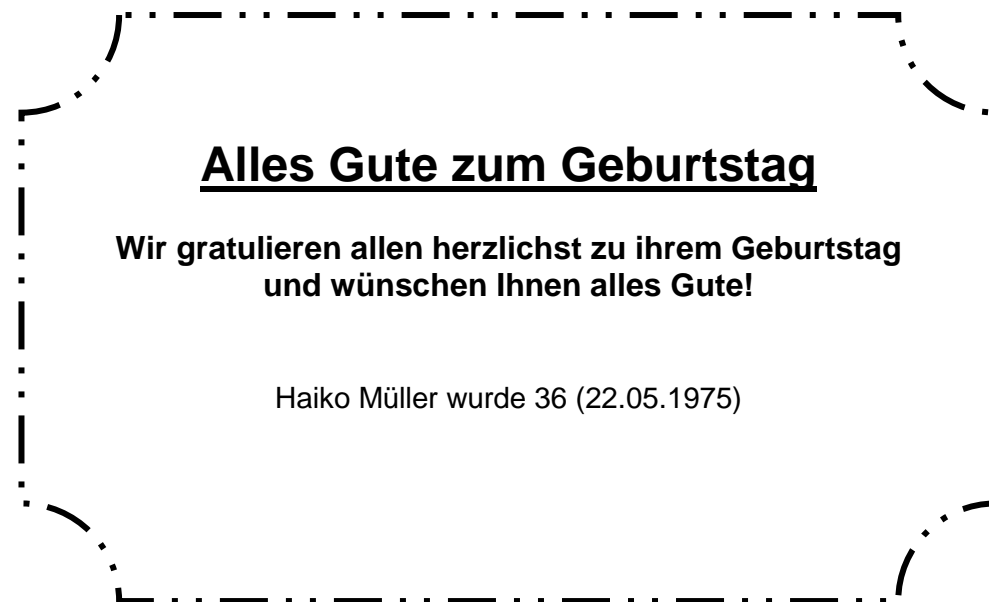 Alles Gute zum Geburtstag
Wir gratulieren allen herzlichst zu ihrem Geburtstag
und wünschen Ihnen alles Gute!
Haiko Müller wurde 36 (22.05.1975)